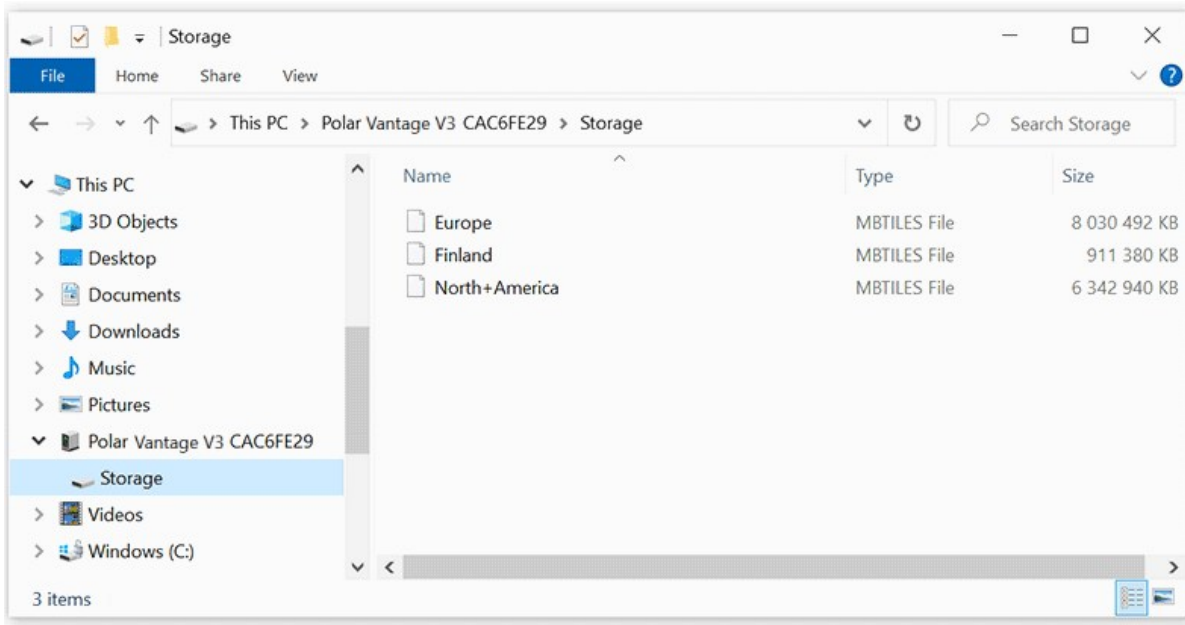 Storage
File Home Share View
This PC > Polar Vantage V3 CAC6FE29 > Storage
Search Storage
This PC
3D Objects
Desktop
Documents
Downloads
Music
Pictures
Polar Vantage V3 CAC6FE29
Storage
Videos
Windows (C:)
Name Type Size
Europe MBTILES File 8 030 492 KB
Finland MBTILES File 911 380 KB
North+America MBTILES File 6 342 940 KB
3 items